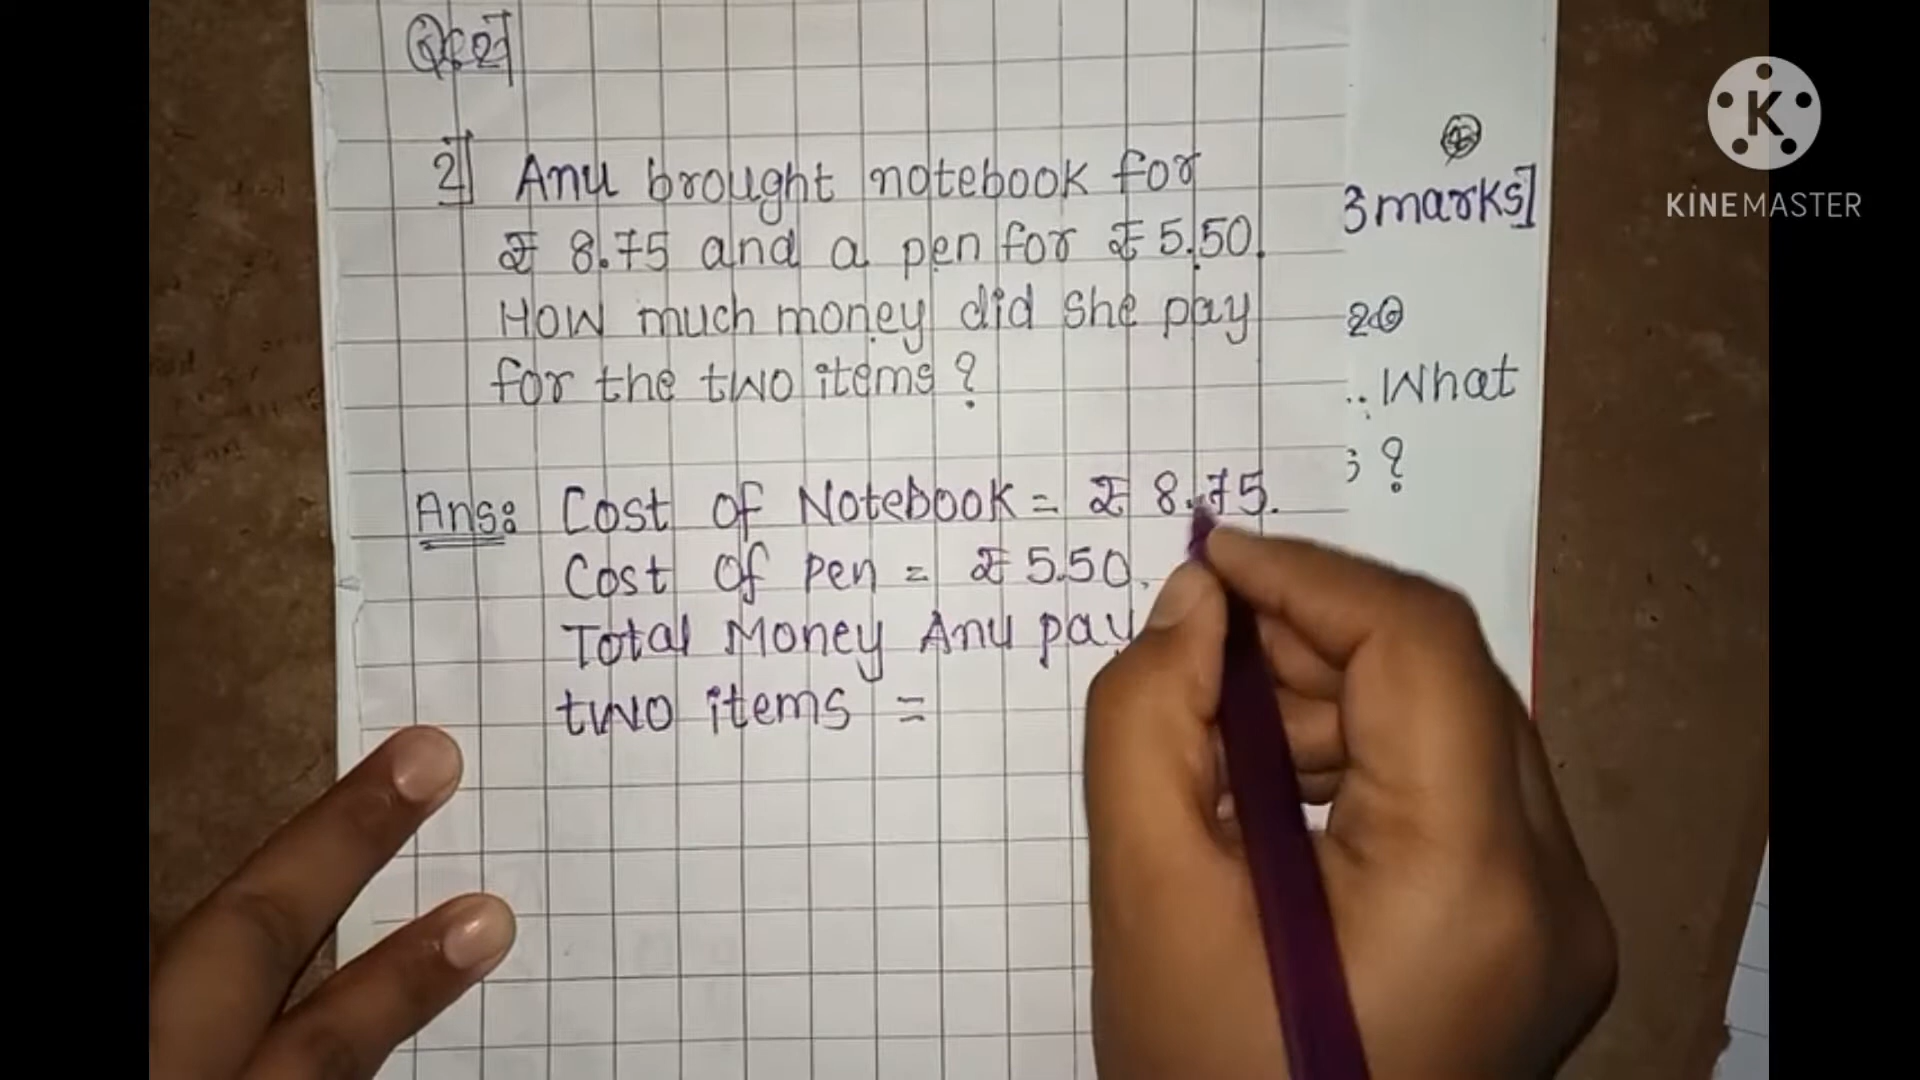 Q:2]
2] Anu brought notebook for
₹ 8.75 and a pen for ₹ 5.50.
How much money did she pay
for the two items?
Ans: Cost of Notebook = ₹ 8.75.
Cost of pen = ₹ 5.50.
Total Money Anu pay
two items =
3 marks]
..What
; ?
K
KINEMASTER